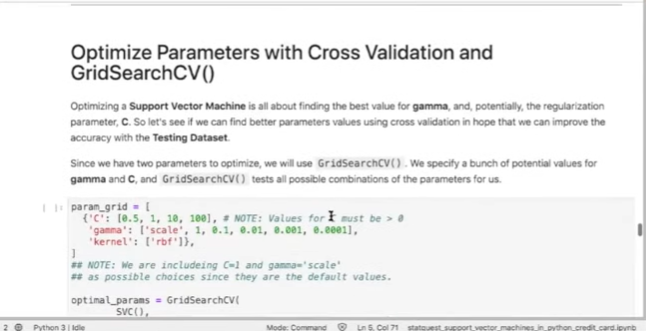 Optimize Parameters with Cross Validation and
GridSearchCV()
Optimizing a Support Vector Machine is all about finding the best value for gamma, and, potentially, the regularization
parameter, C. So let's see if we can find better parameters values using cross validation in hope that we can improve the
accuracy with the Testing Dataset.
Since we have two parameters to optimize, we will use GridSearchCV() . We specify a bunch of potential values for
gamma and C, and GridSearchCV() tests all possible combinations of the parameters for us.
[ ]: param_grid = [
{'C': [0.5, 1, 10, 100], # NOTE: Values for must be > 0
'gamma': ['scale', 1, 0.1, 0.01, 0.001, 0.0001],
'kernel': ['rbf']},
]
## NOTE: We are includeing C=1 and gamma='scale'
## as possible choices since they are the default values.
optimal_params = GridSearchCV(
SVC(),
2 Python 3 | Idle Mode: Command Ln 5, Col 71 statquest_support_vector_machines_in_python_credit_card.ipynb